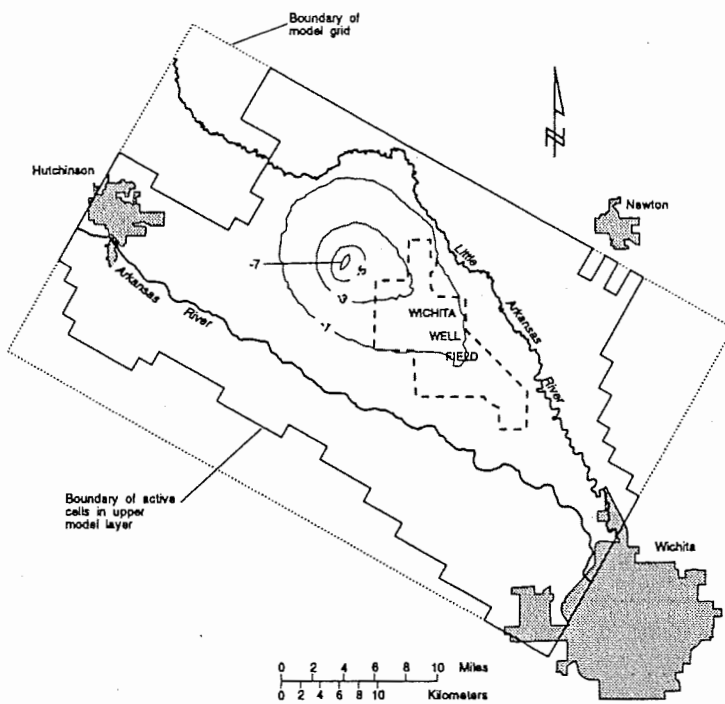 Boundary of
model grid
Hutchinson
Newton
N
-7
-5
-3
-1
Little
Arkansas
River
Arkansas
River
WICHITA
WELL
FIELD
Boundary of active
cells in upper
model layer
Wichita
0 2 4 6 8 10 Miles
0 2 4 6 8 10 Kilometers